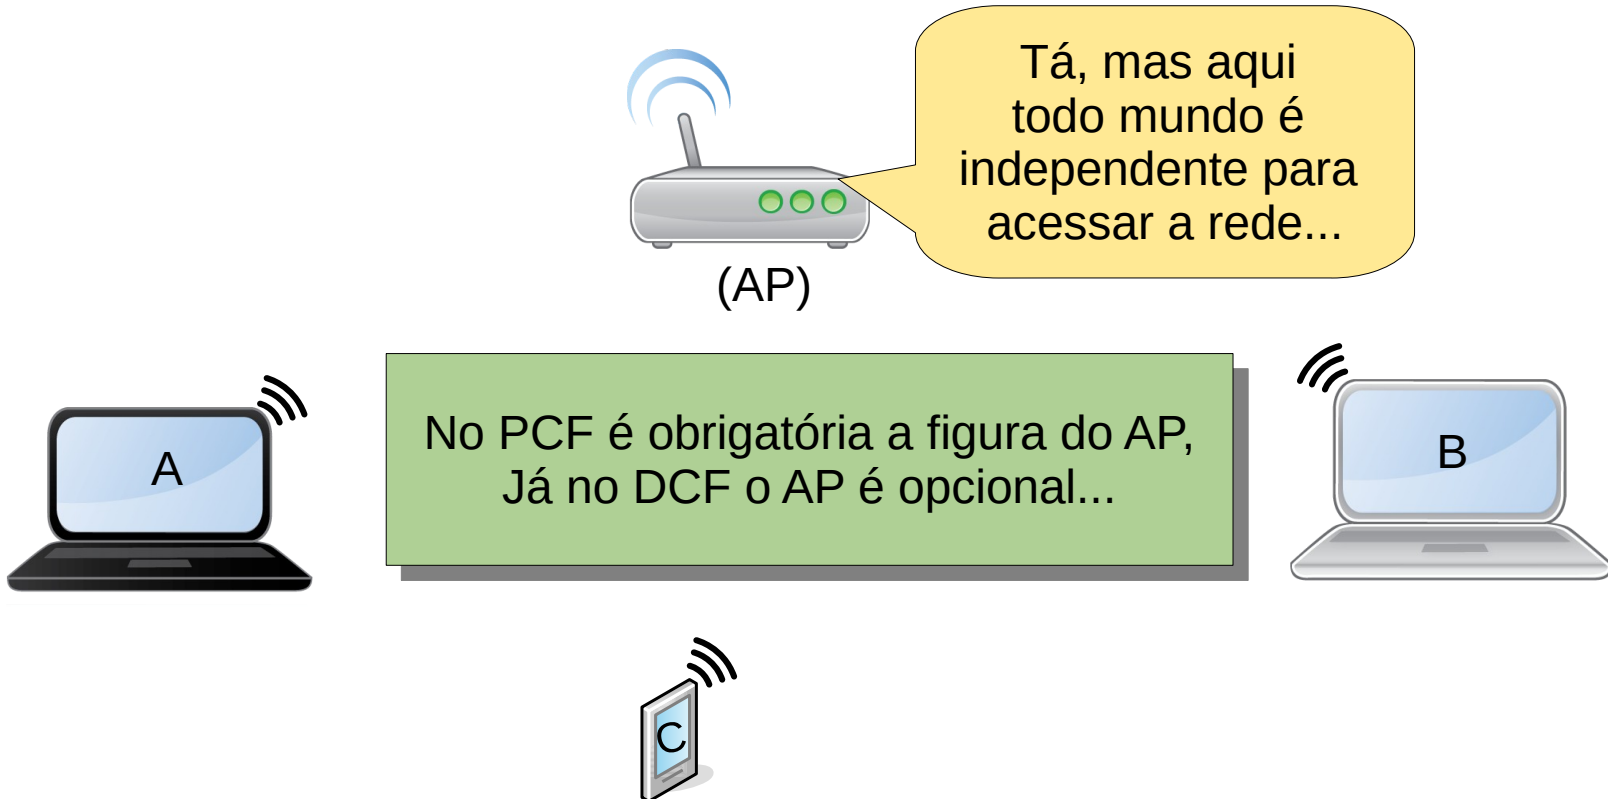 Tá, mas aqui
todo mundo é
independente para
acessar a rede...
(AP)
No PCF é obrigatória a figura do AP,
Já no DCF o AP é opcional...
A
B
C